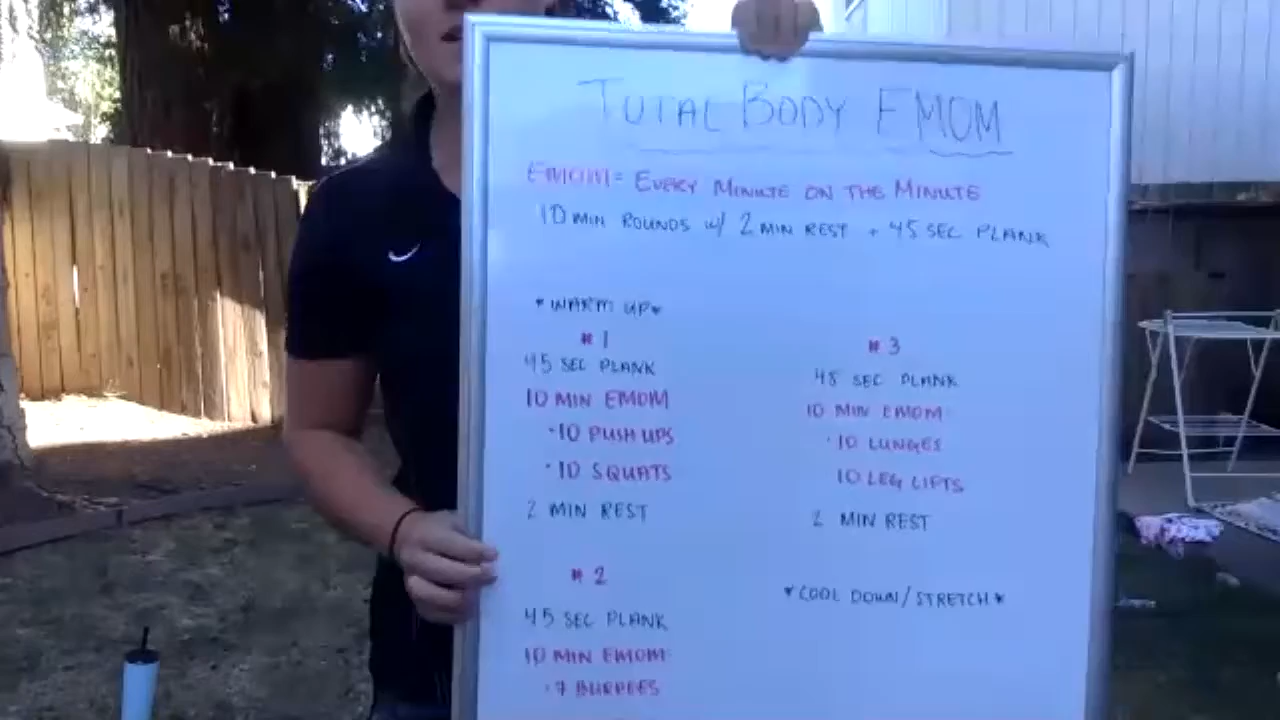 TOTAL BODY EMOM
EMOM = EVERY MINUTE ON THE MINUTE
10 MIN ROUNDS W/ 2 MIN REST + 45 SEC PLANK
*WARM UP*
#1
45 SEC PLANK
10 MIN EMOM
·10 PUSH UPS
·10 SQUATS
2 MIN REST
#2
45 SEC PLANK
10 MIN EMOM
·7 BURPEES
#3
45 SEC PLANK
10 MIN EMOM
·10 LUNGES
10 LEG LIFTS
2 MIN REST
*COOL DOWN/STRETCH*